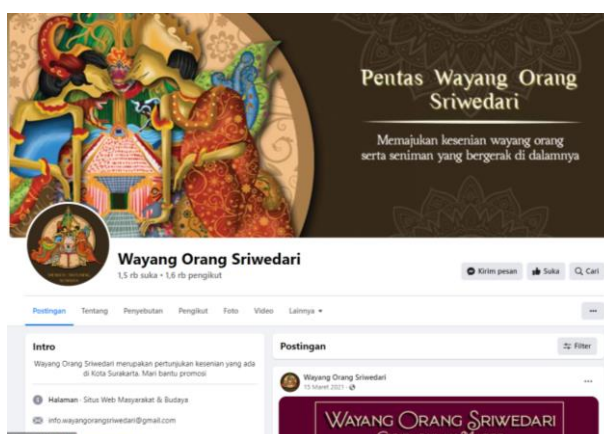 Pentas Wayang Orang
Sriwedari
Memajukan kesenian wayang orang
serta seniman yang bergerak di dalamnya
Wayang Orang Sriwedari
1,5 rb suka • 1,6 rb pengikut
Kirim pesan
Suka
Cari
Postingan Tentang Penyebutan Pengikut Foto Video Lainnya
Intro
Wayang Orang Sriwedari merupakan pertunjukan kesenian yang ada
di Kota Surakarta. Mari bantu promosi
Halaman · Situs Web Masyarakat & Budaya
info.wayangorangsriwedari@gmail.com
Postingan
Filter
Wayang Orang Sriwedari
15 Maret 2021 ·
WAYANG ORANG SRIWEDARI